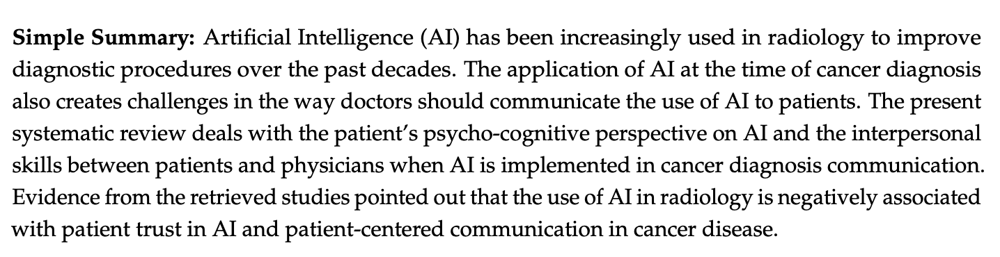 Simple Summary: Artificial Intelligence (AI) has been increasingly used in radiology to improve
diagnostic procedures over the past decades. The application of AI at the time of cancer diagnosis
also creates challenges in the way doctors should communicate the use of AI to patients. The present
systematic review deals with the patient's psycho-cognitive perspective on AI and the interpersonal
skills between patients and physicians when AI is implemented in cancer diagnosis communication.
Evidence from the retrieved studies pointed out that the use of AI in radiology is negatively associated
with patient trust in AI and patient-centered communication in cancer disease.